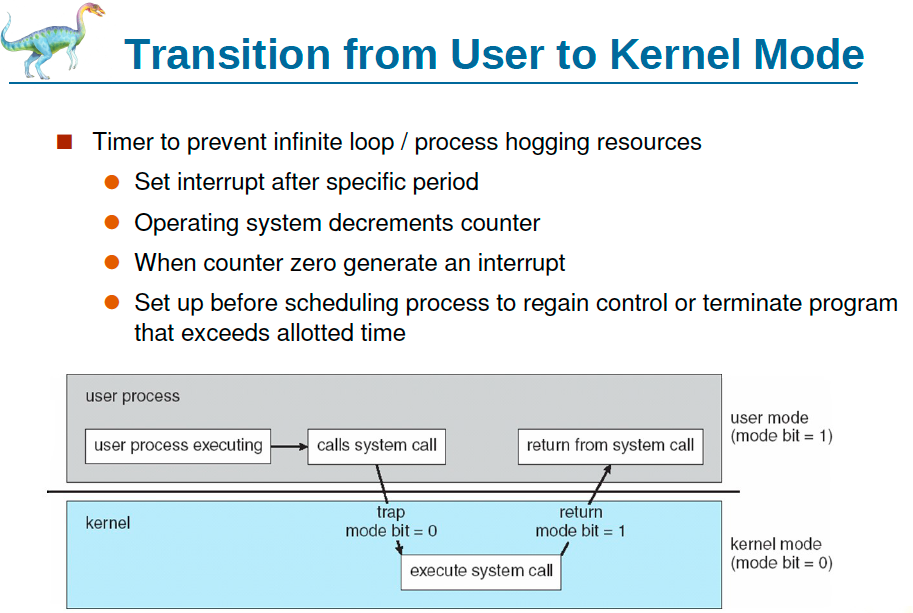 Transition from User to Kernel Mode
Timer to prevent infinite loop / process hogging resources
Set interrupt after specific period
Operating system decrements counter
When counter zero generate an interrupt
Set up before scheduling process to regain control or terminate program
that exceeds allotted time
user process
user process executing
calls system call
return from system call
user mode
(mode bit = 1)
kernel
trap
mode bit = 0
return
mode bit = 1
execute system call
kernel mode
(mode bit = 0)